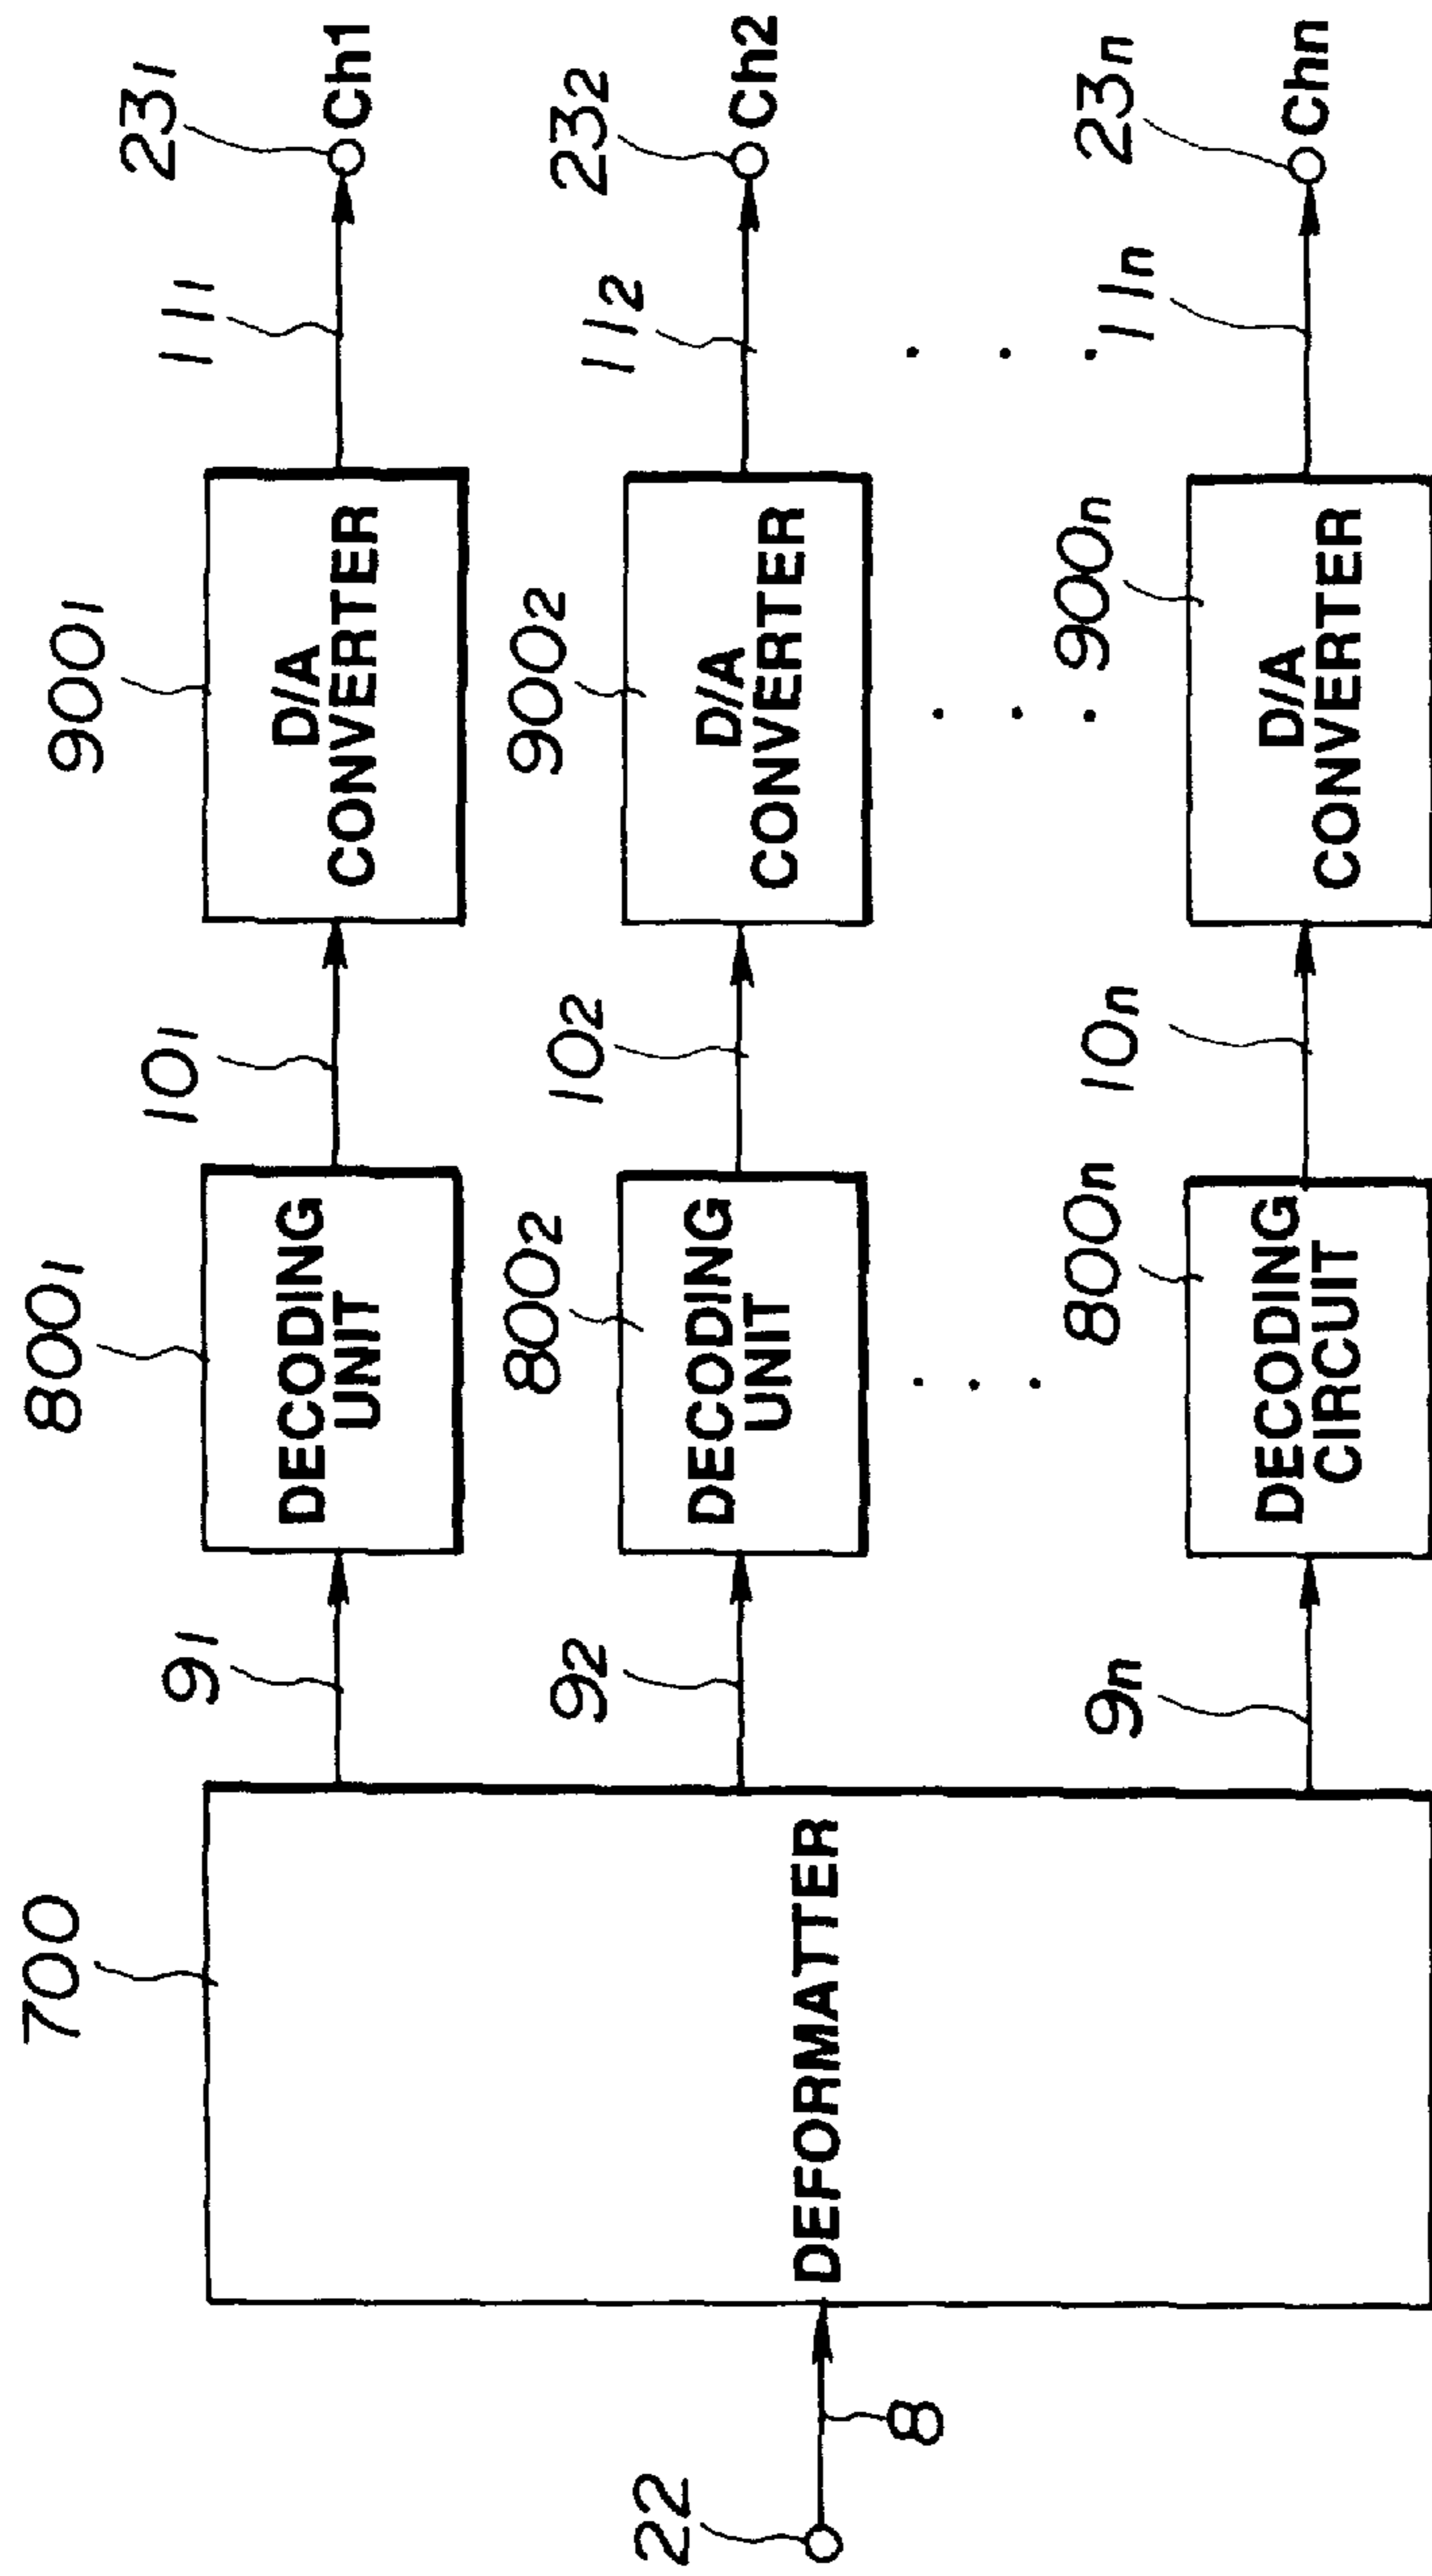 700
22
8
DEFORMATTER
9₁
8001
DECODING
UNIT
10₁
9001
D/A
CONVERTER
11₁
23₁
Ch1
9₂
8002
DECODING
UNIT
10₂
9002
D/A
CONVERTER
11₂
23₂
Ch2
9n
800n
DECODING
CIRCUIT
10n
900n
D/A
CONVERTER
11n
23n
Chn